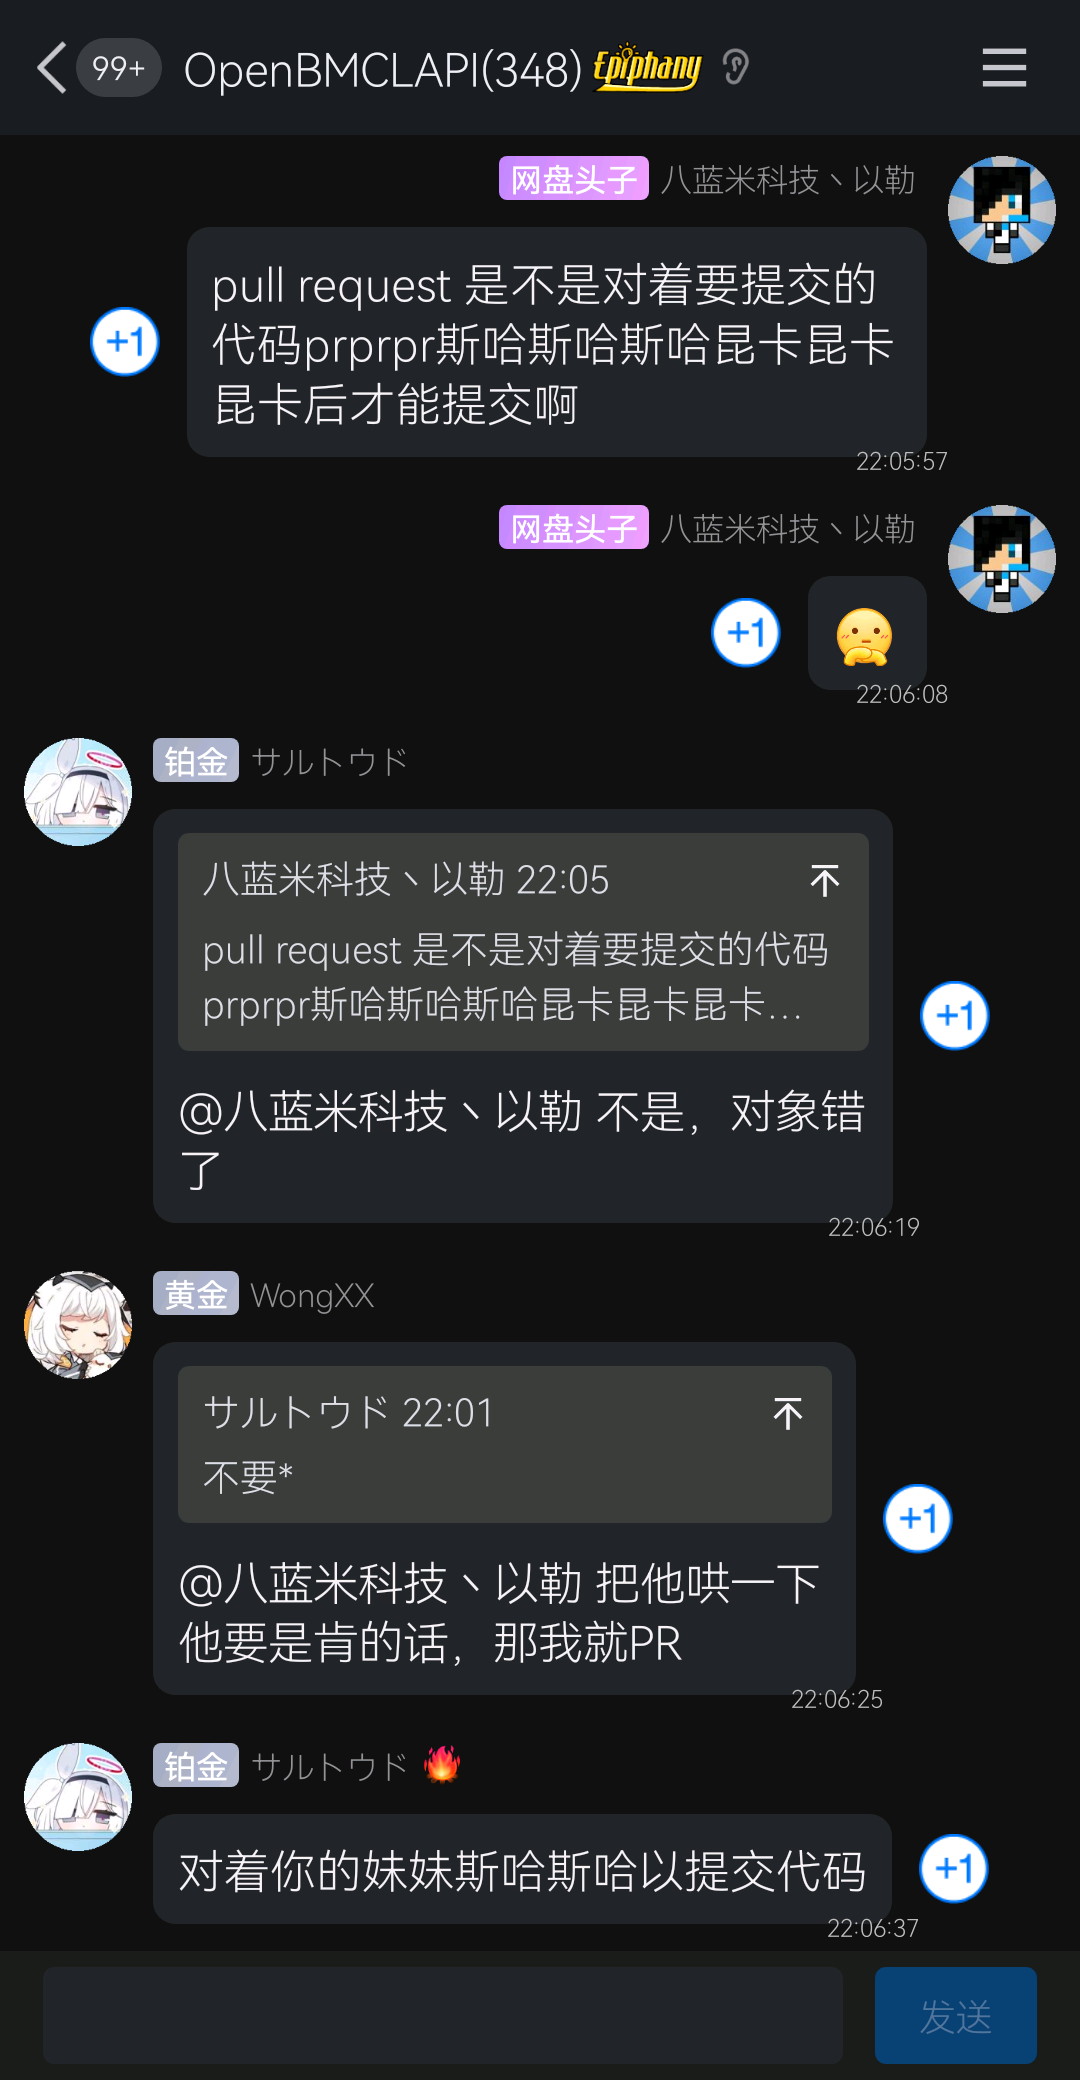 99+
OpenBMCLAPI(348) Epiphany
网盘头子 八蓝米科技丶以勒
pull request 是不是对着要提交的
代码prprpr斯哈斯哈斯哈昆卡昆卡
昆卡后才能提交啊
+1
22:05:57
网盘头子 八蓝米科技丶以勒
+1
22:06:08
铂金 サルトウド
八蓝米科技丶以勒 22:05
pull request 是不是对着要提交的代码
prprpr斯哈斯哈斯哈昆卡昆卡昆卡...
+1
@八蓝米科技丶以勒 不是，对象错
了
22:06:19
黄金 WongXX
サルトウド 22:01
不要*
+1
@八蓝米科技丶以勒 把他哄一下
他要是肯的话，那我就PR
22:06:25
铂金 サルトウド
对着你的妹妹斯哈斯哈以提交代码
+1
22:06:37
发送